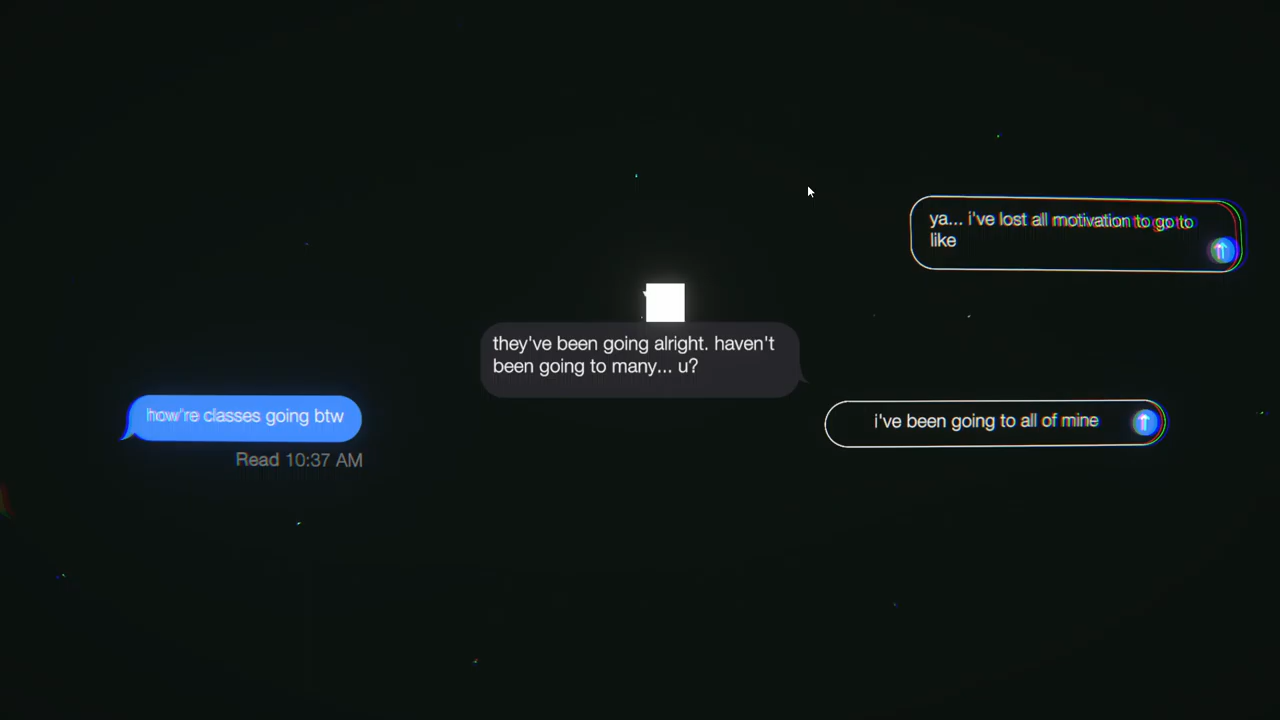 how're classes going btw
Read 10:37 AM
they've been going alright. haven't
been going to many... u?
ya... i've lost all motivation to go to
like
i've been going to all of mine